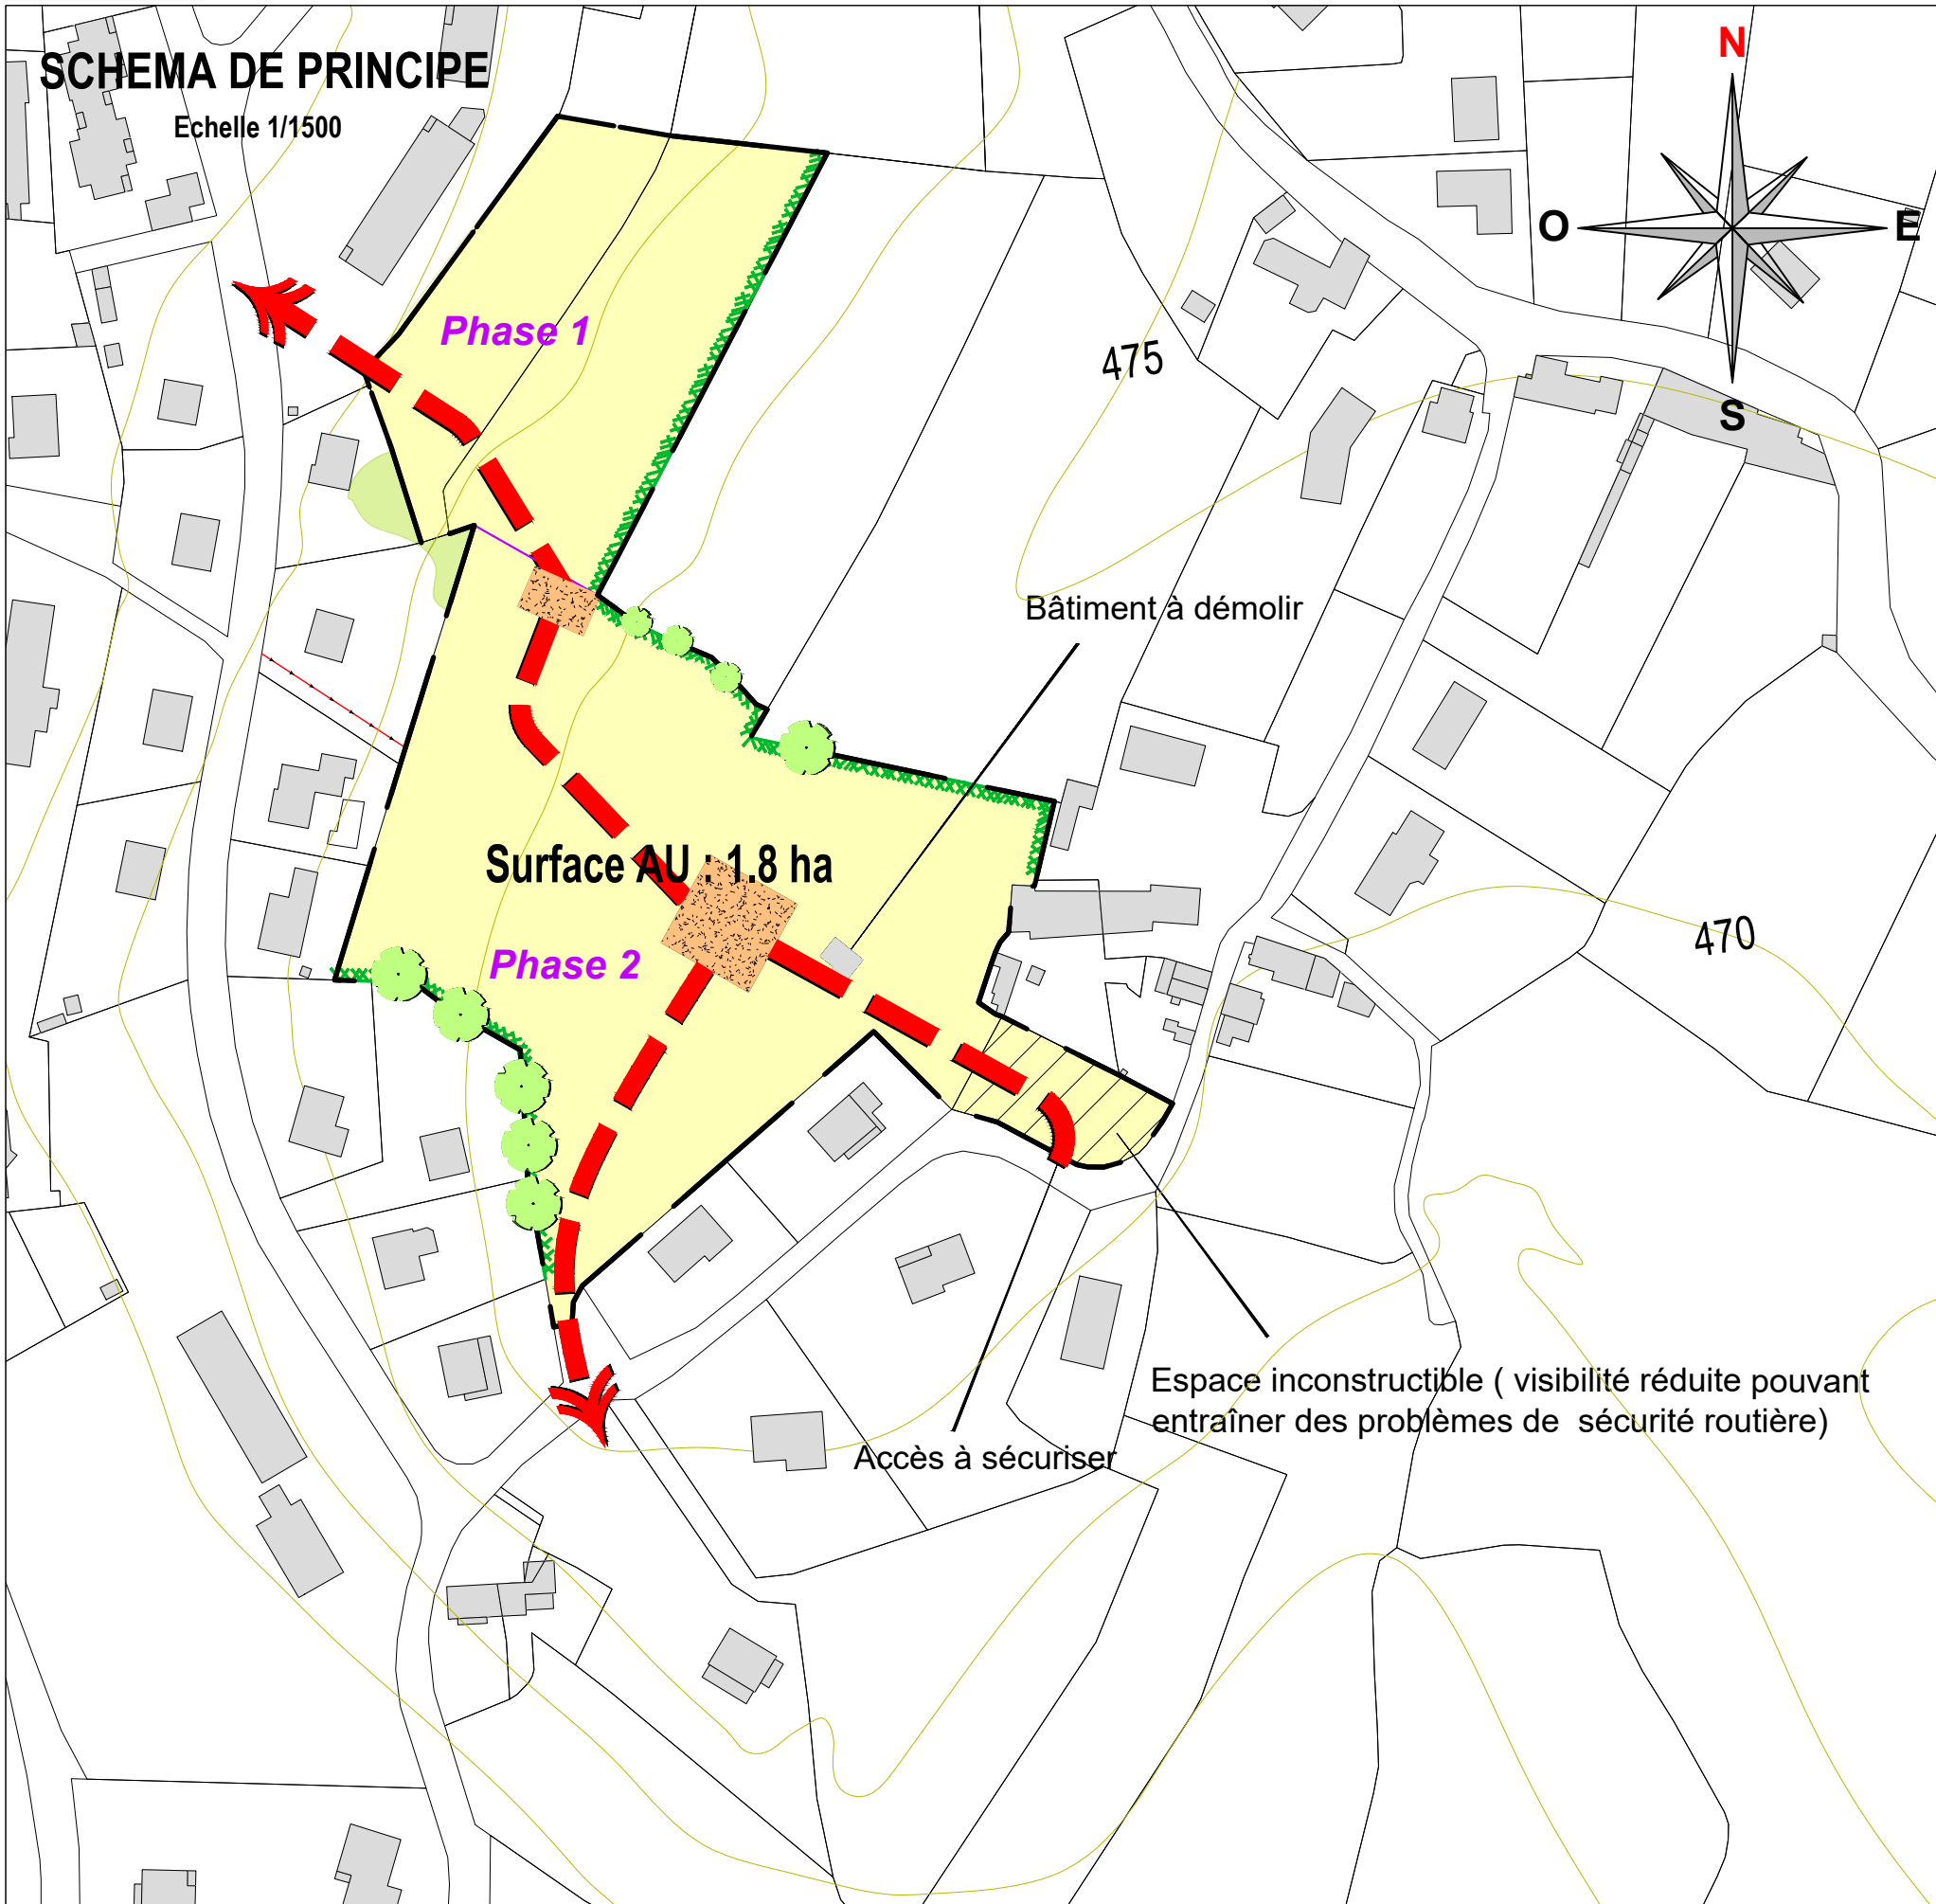 SCHEMA DE PRINCIPE
Echelle 1/1500
N
O
E
S
Phase 1
475
Bâtiment à démolir
Surface AU : 1.8 ha
Phase 2
470
Espace inconstructible ( visibilité réduite pouvant
entraîner des problèmes de sécurité routière)
Accès à sécuriser